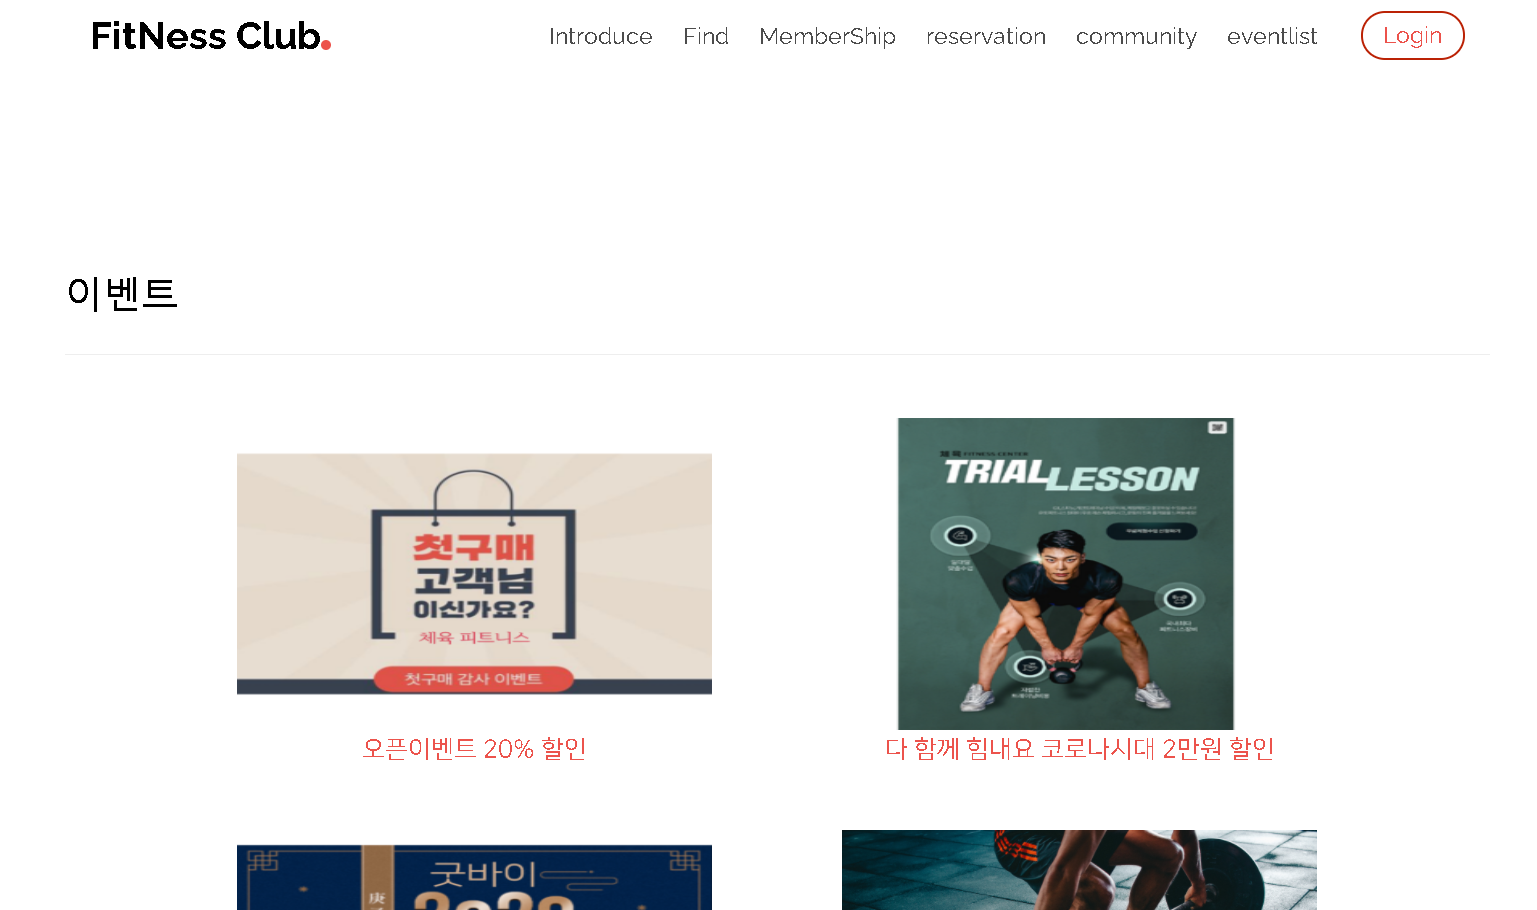 FitNess Club.
Introduce Find MemberShip reservation community eventlist Login
이벤트
첫구매
고객님
이신가요?
체육 피트니스
첫구매 감사 이벤트
오픈이벤트 20% 할인
FITNESS CENTER
TRIAL LESSON
다 함께 힘내요 코로나시대 2만원 할인
굿바이